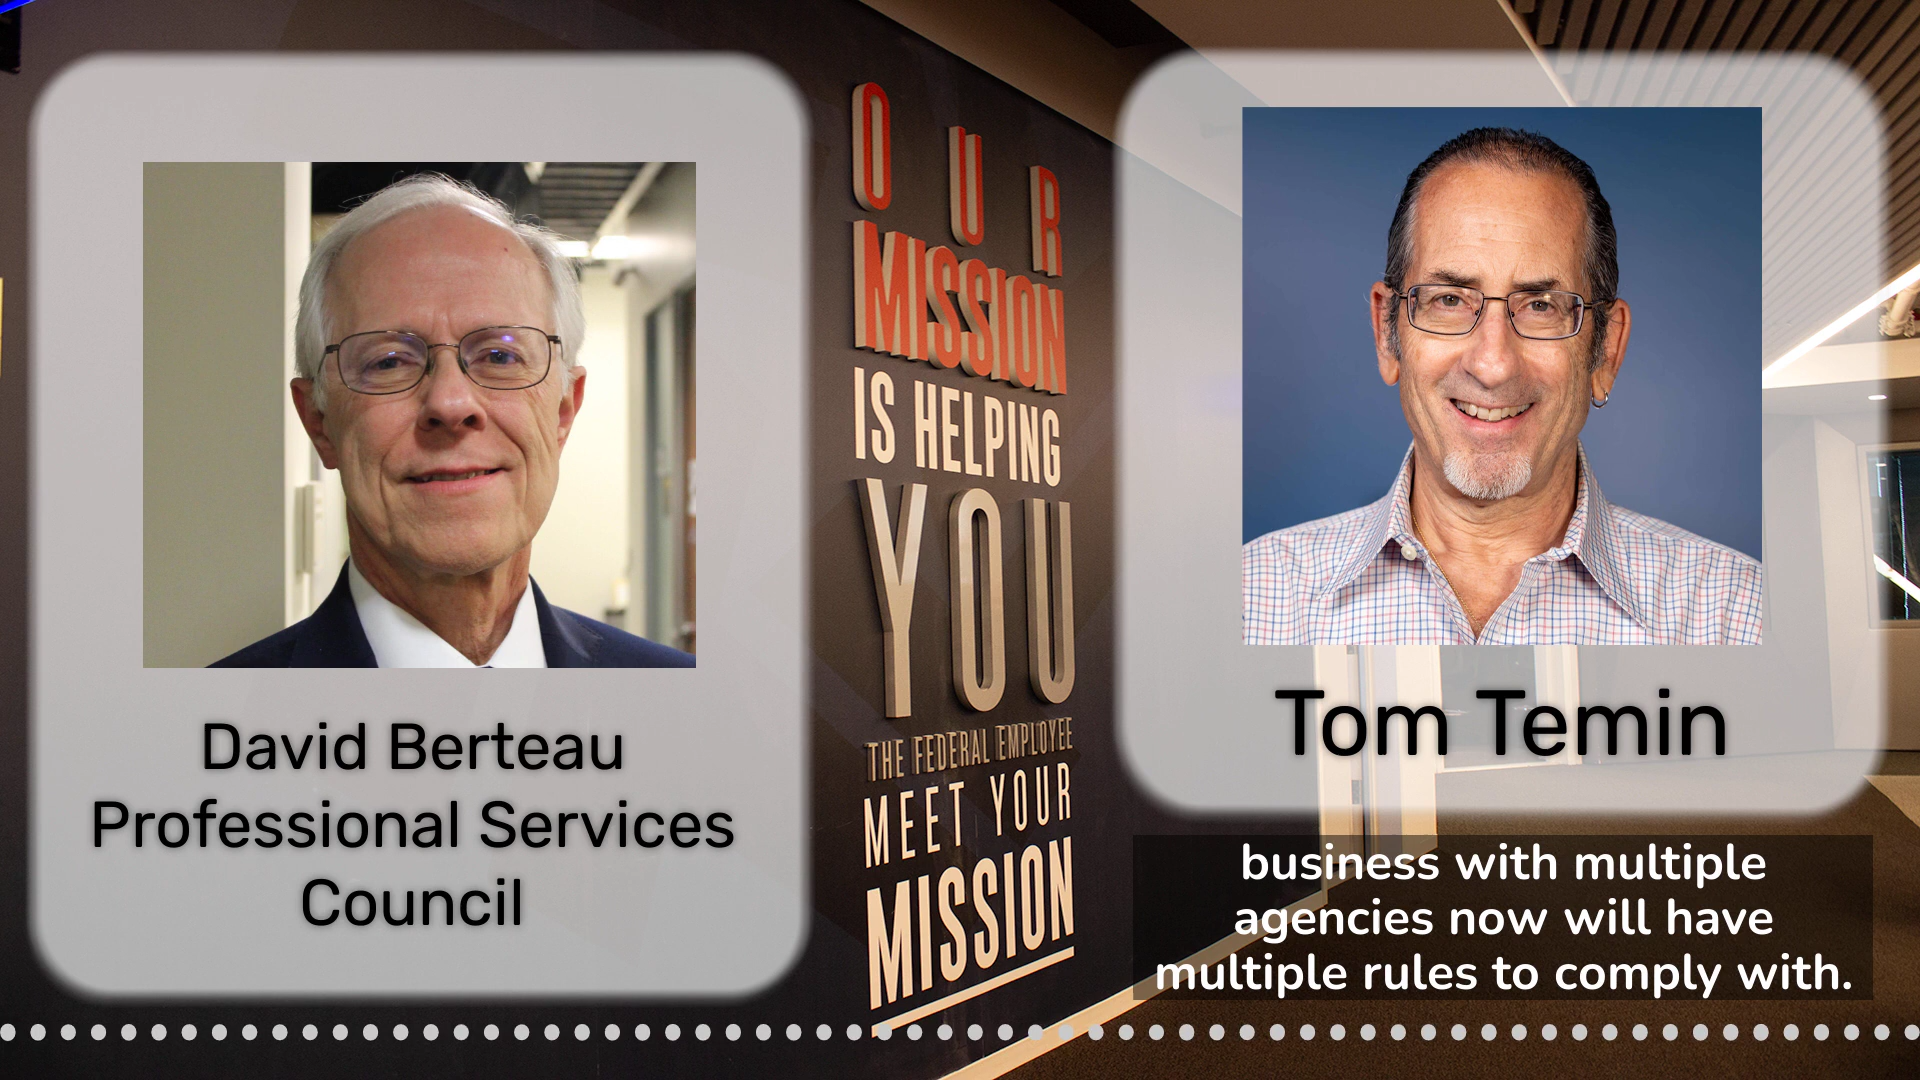 David Berteau
Professional Services
Council
OUR
MISSION
IS HELPING
YOU
THE FEDERAL EMPLOYEE
MEET YOUR
MISSION
Tom Temin
business with multiple
agencies now will have
multiple rules to comply with.